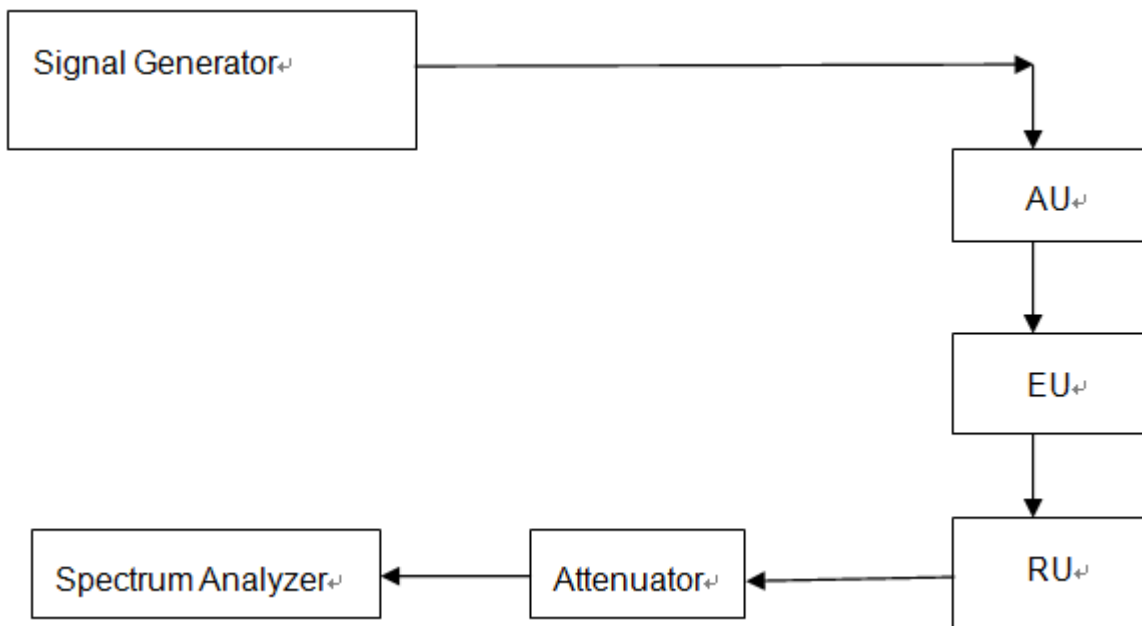 Signal Generator
AU
EU
RU
Attenuator
Spectrum Analyzer